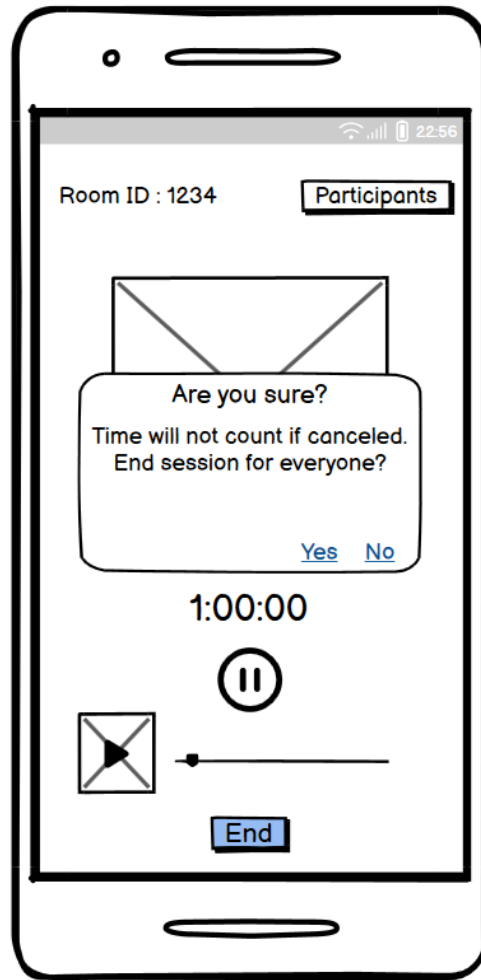 22:56
Room ID : 1234
Participants
Are you sure?
Time will not count if canceled.
End session for everyone?
Yes No
1:00:00
End